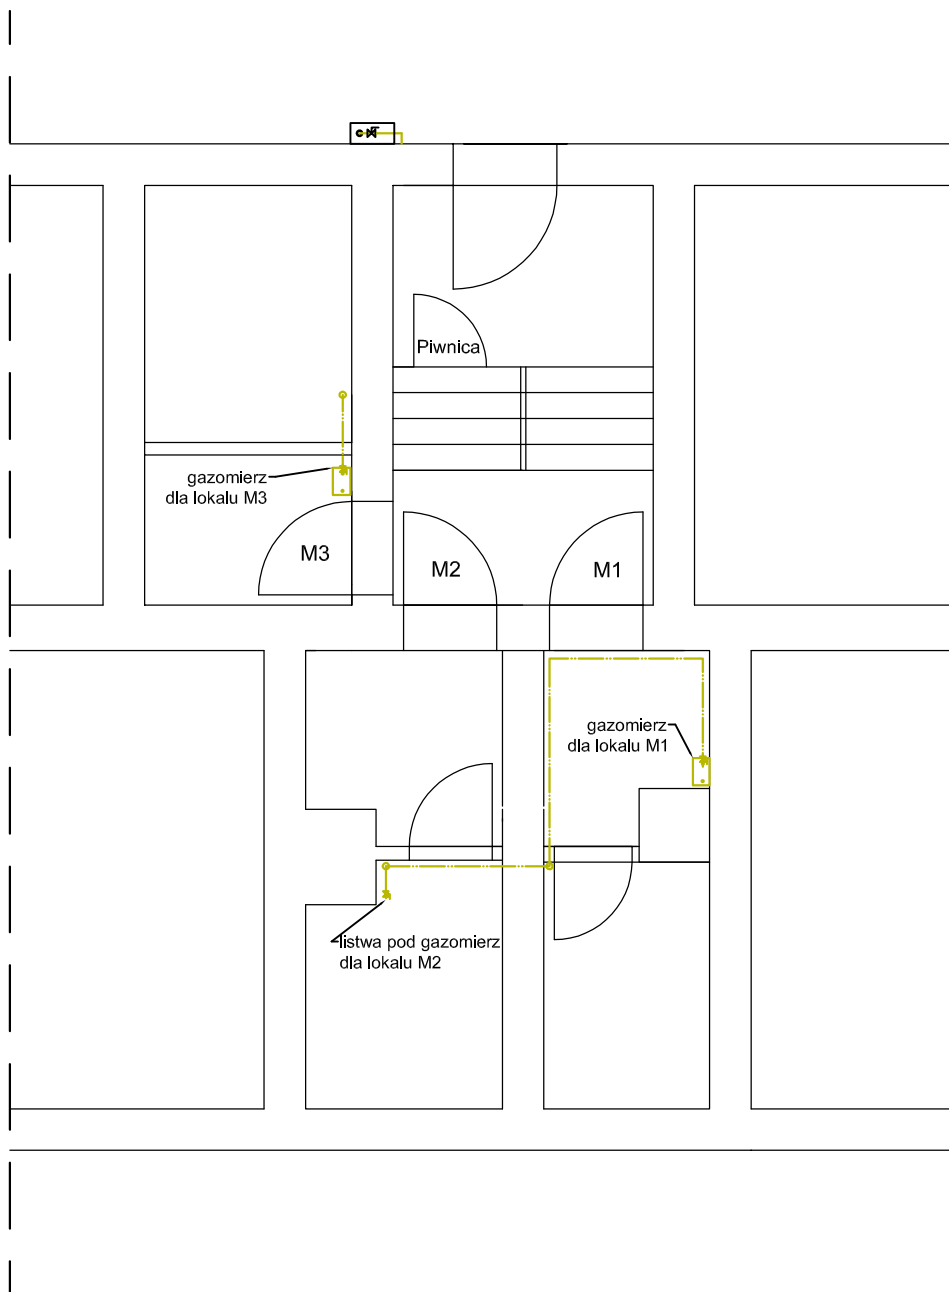 Piwnica
gazomierz
dla lokalu M3
M3
M2
M1
gazomierz
dla lokalu M1
listwa pod gazomierz
dla lokalu M2